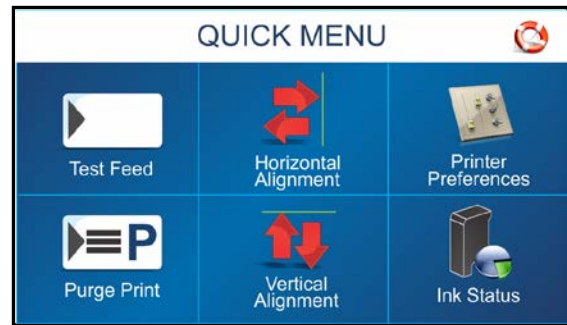 QUICK MENU
Test Feed
Horizontal
Alignment
Printer
Preferences
P
Purge Print
Vertical
Alignment
Ink Status